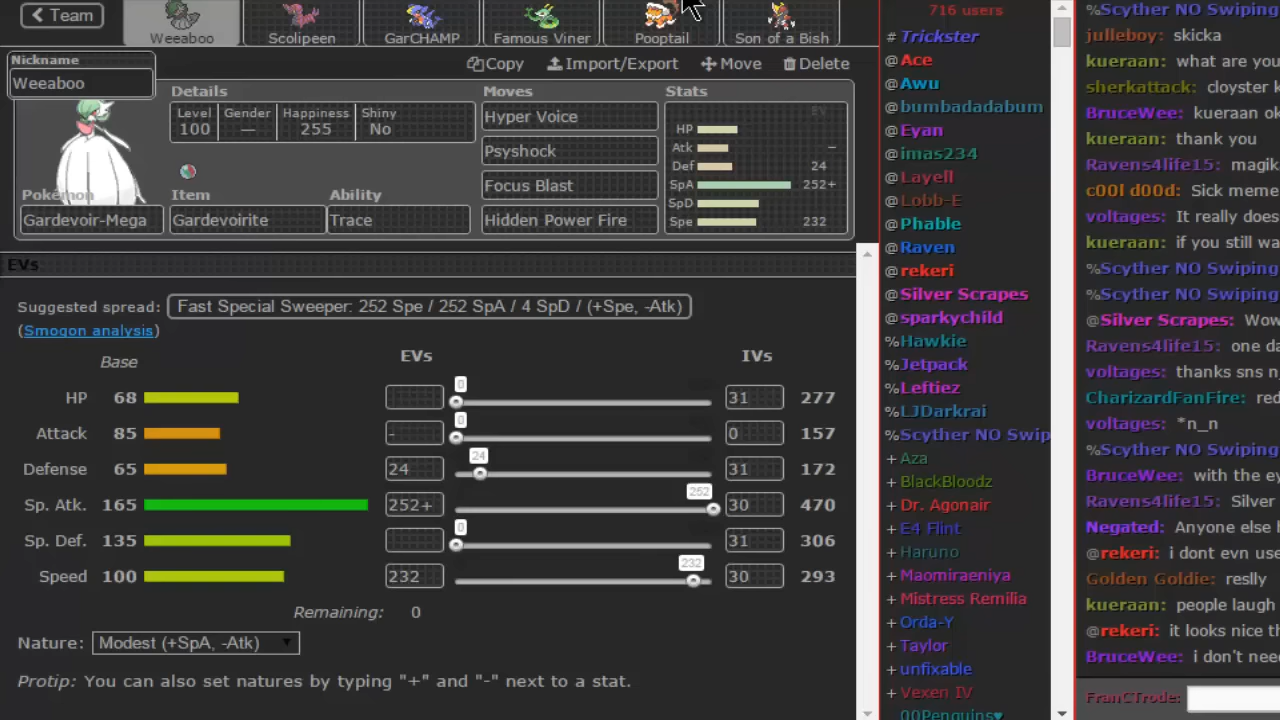 Team
Weeaboo
Scolipeen
GarCHAMP
Famous Viner
Pooptail
Son of a Bish
Nickname
Weeaboo
Copy
Import/Export
Move
Delete
Details
Level
100
Gender
—
Happiness
255
Shiny
No
Pokémon
Gardevoir-Mega
Item
Gardevoirite
Ability
Trace
Moves
Hyper Voice
Psyshock
Focus Blast
Hidden Power Fire
Stats
EV
HP
Atk –
Def 24
SpA 252+
SpD
Spe 232
EVs
Suggested spread: Fast Special Sweeper: 252 Spe / 252 SpA / 4 SpD / (+Spe, -Atk)
(Smogon analysis)
Base EVs IVs
HP 68 0 31 277
Attack 85 - 0 0 157
Defense 65 24 24 31 172
Sp. Atk. 165 252+ 252 30 470
Sp. Def. 135 0 31 306
Speed 100 232 232 30 293
Remaining: 0
Nature: Modest (+SpA, -Atk)
Protip: You can also set natures by typing "+" and "-" next to a stat.
716 users
# Trickster
@Ace
@Awu
@bumbadadabum
@Eyan
@imas234
@Layell
@Lobb-E
@Phable
@Raven
@rekeri
@Silver Scrapes
@sparkychild
%Hawkie
%Jetpack
%Leftiez
%LJDarkrai
%Scyther NO Swip
+Aza
+BlackBloodz
+Dr. Agonair
+E4 Flint
+Haruno
+Maomiraeniya
+Mistress Remilia
+Orda-Y
+Taylor
+unfixable
+Vexen IV
00Penguins♥
%Scyther NO Swiping
julleboy: skicka
kueraan: what are you
sherkattack: cloyster k
BruceWee: kueraan ok
kueraan: thank you
Ravens4life15: magik
c00l d00d: Sick meme
voltages: It really does
kueraan: if you still wa
%Scyther NO Swiping
%Scyther NO Swiping
@Silver Scrapes: Wow
Ravens4life15: one da
voltages: thanks sns n
CharizardFanFire: red
voltages: *n_n
%Scyther NO Swiping
BruceWee: with the ey
Ravens4life15: Silver
Negated: Anyone else h
@rekeri: i dont evn use
Golden Goldie: reslly
kueraan: people laugh
@rekeri: it looks nice th
BruceWee: i don't need
FranCTrode: